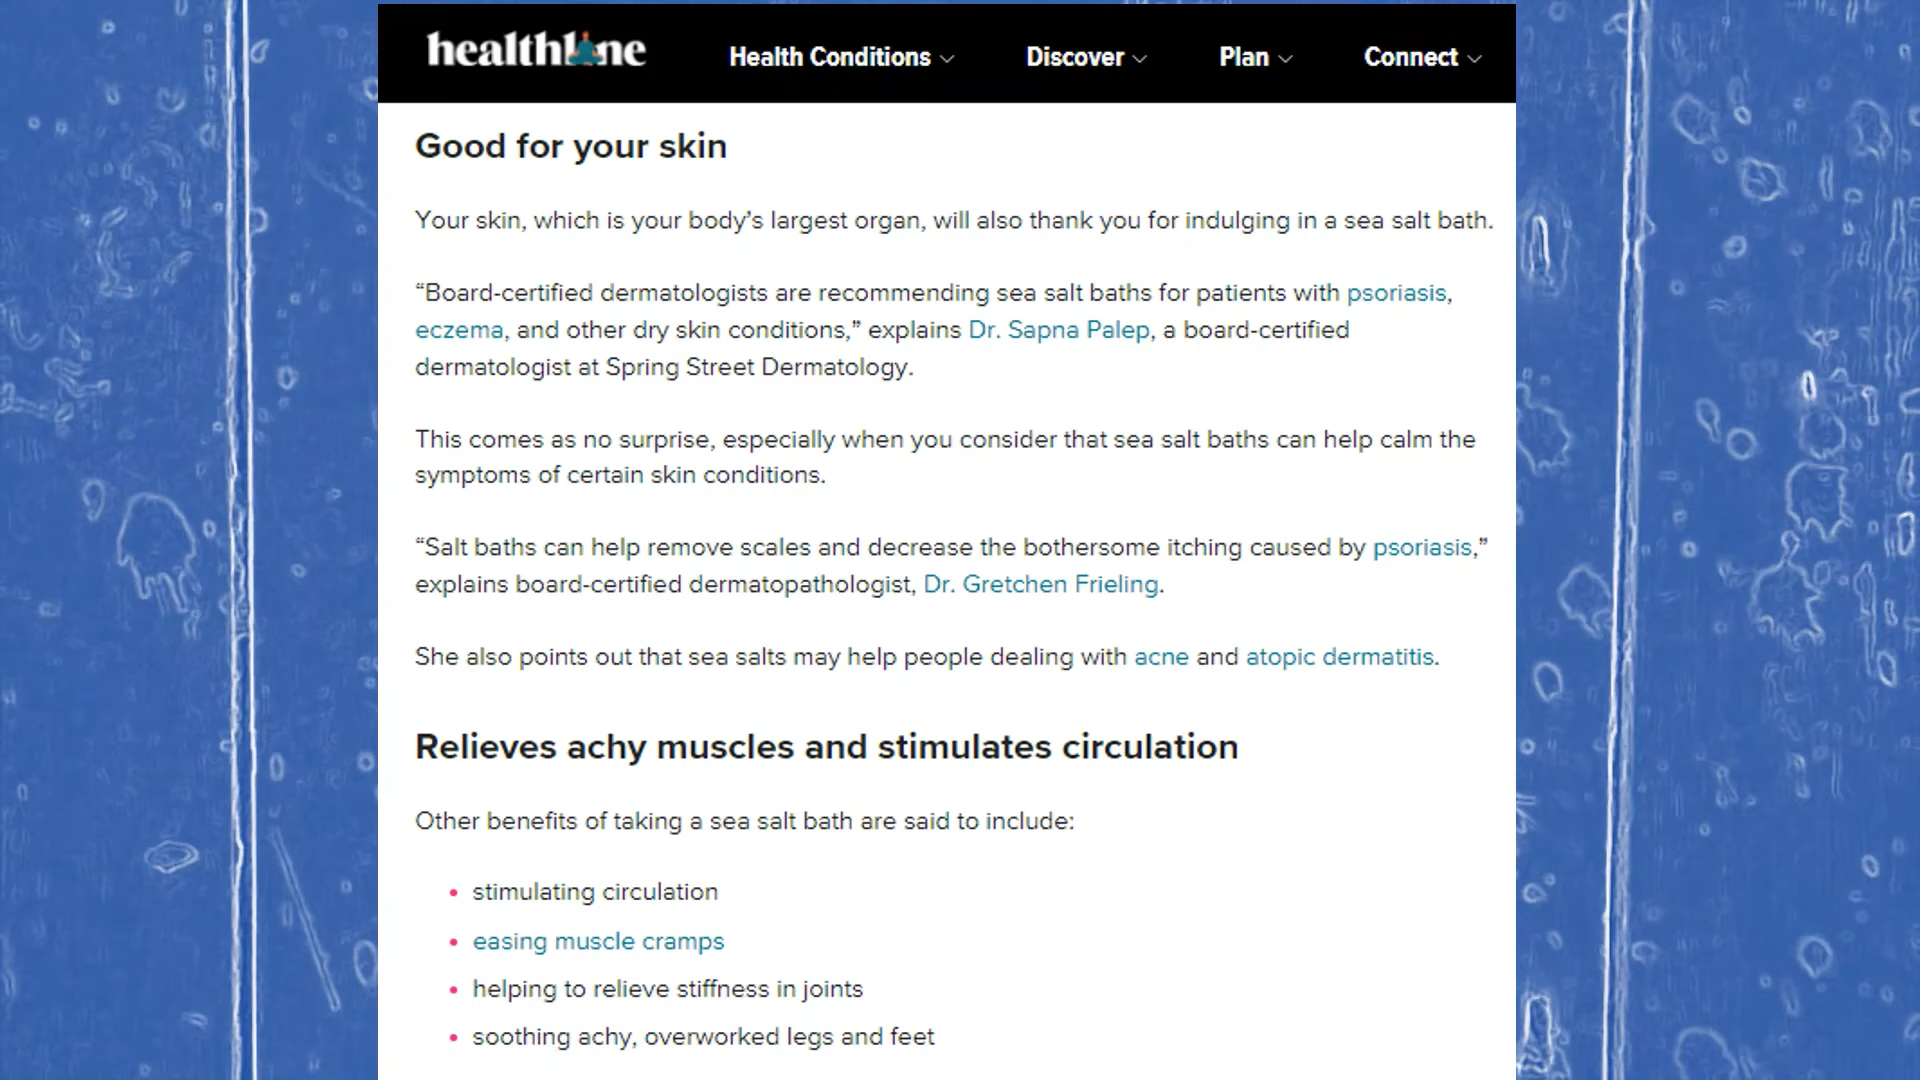 healthline
Health Conditions Discover Plan Connect
Good for your skin
Your skin, which is your body’s largest organ, will also thank you for indulging in a sea salt bath.
“Board-certified dermatologists are recommending sea salt baths for patients with psoriasis,
eczema, and other dry skin conditions,” explains Dr. Sapna Palep, a board-certified
dermatologist at Spring Street Dermatology.
This comes as no surprise, especially when you consider that sea salt baths can help calm the
symptoms of certain skin conditions.
“Salt baths can help remove scales and decrease the bothersome itching caused by psoriasis,”
explains board-certified dermatopathologist, Dr. Gretchen Frieling.
She also points out that sea salts may help people dealing with acne and atopic dermatitis.
Relieves achy muscles and stimulates circulation
Other benefits of taking a sea salt bath are said to include:
• stimulating circulation
• easing muscle cramps
• helping to relieve stiffness in joints
• soothing achy, overworked legs and feet